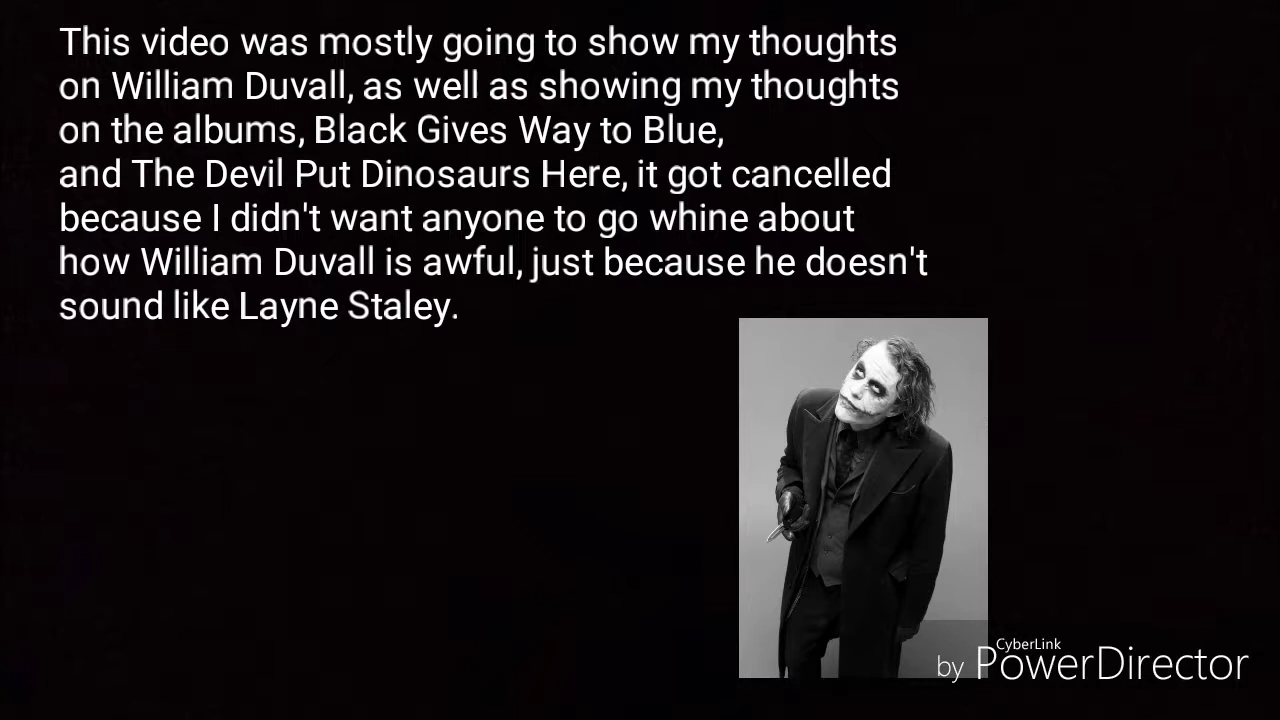 This video was mostly going to show my thoughts
on William Duvall, as well as showing my thoughts
on the albums, Black Gives Way to Blue,
and The Devil Put Dinosaurs Here, it got cancelled
because I didn't want anyone to go whine about
how William Duvall is awful, just because he doesn't
sound like Layne Staley.
CyberLink
by PowerDirector